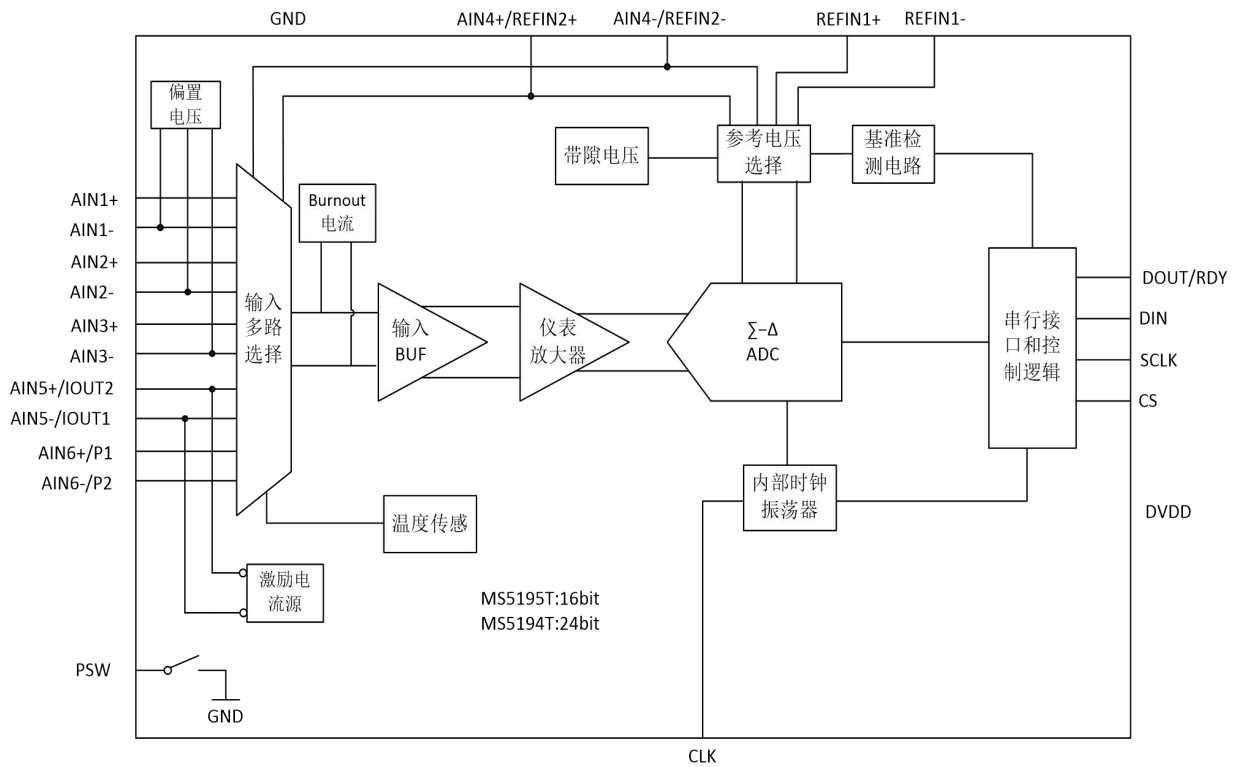 GND
AIN4+/REFIN2+
AIN4-/REFIN2-
REFIN1+
REFIN1-
偏置
电压
带隙电压
参考电压
选择
基准检
测电路
AIN1+
AIN1-
AIN2+
AIN2-
AIN3+
AIN3-
AIN5+/IOUT2
AIN5-/IOUT1
AIN6+/P1
AIN6-/P2
Burnout
电流
输入
多路
选择
输入
BUF
仪表
放大器
∑-Δ
ADC
串行接
口和控
制逻辑
DOUT/RDY
DIN
SCLK
CS
内部时钟
振荡器
DVDD
温度传感
激励电
流源
MS5195T:16bit
MS5194T:24bit
PSW
GND
CLK